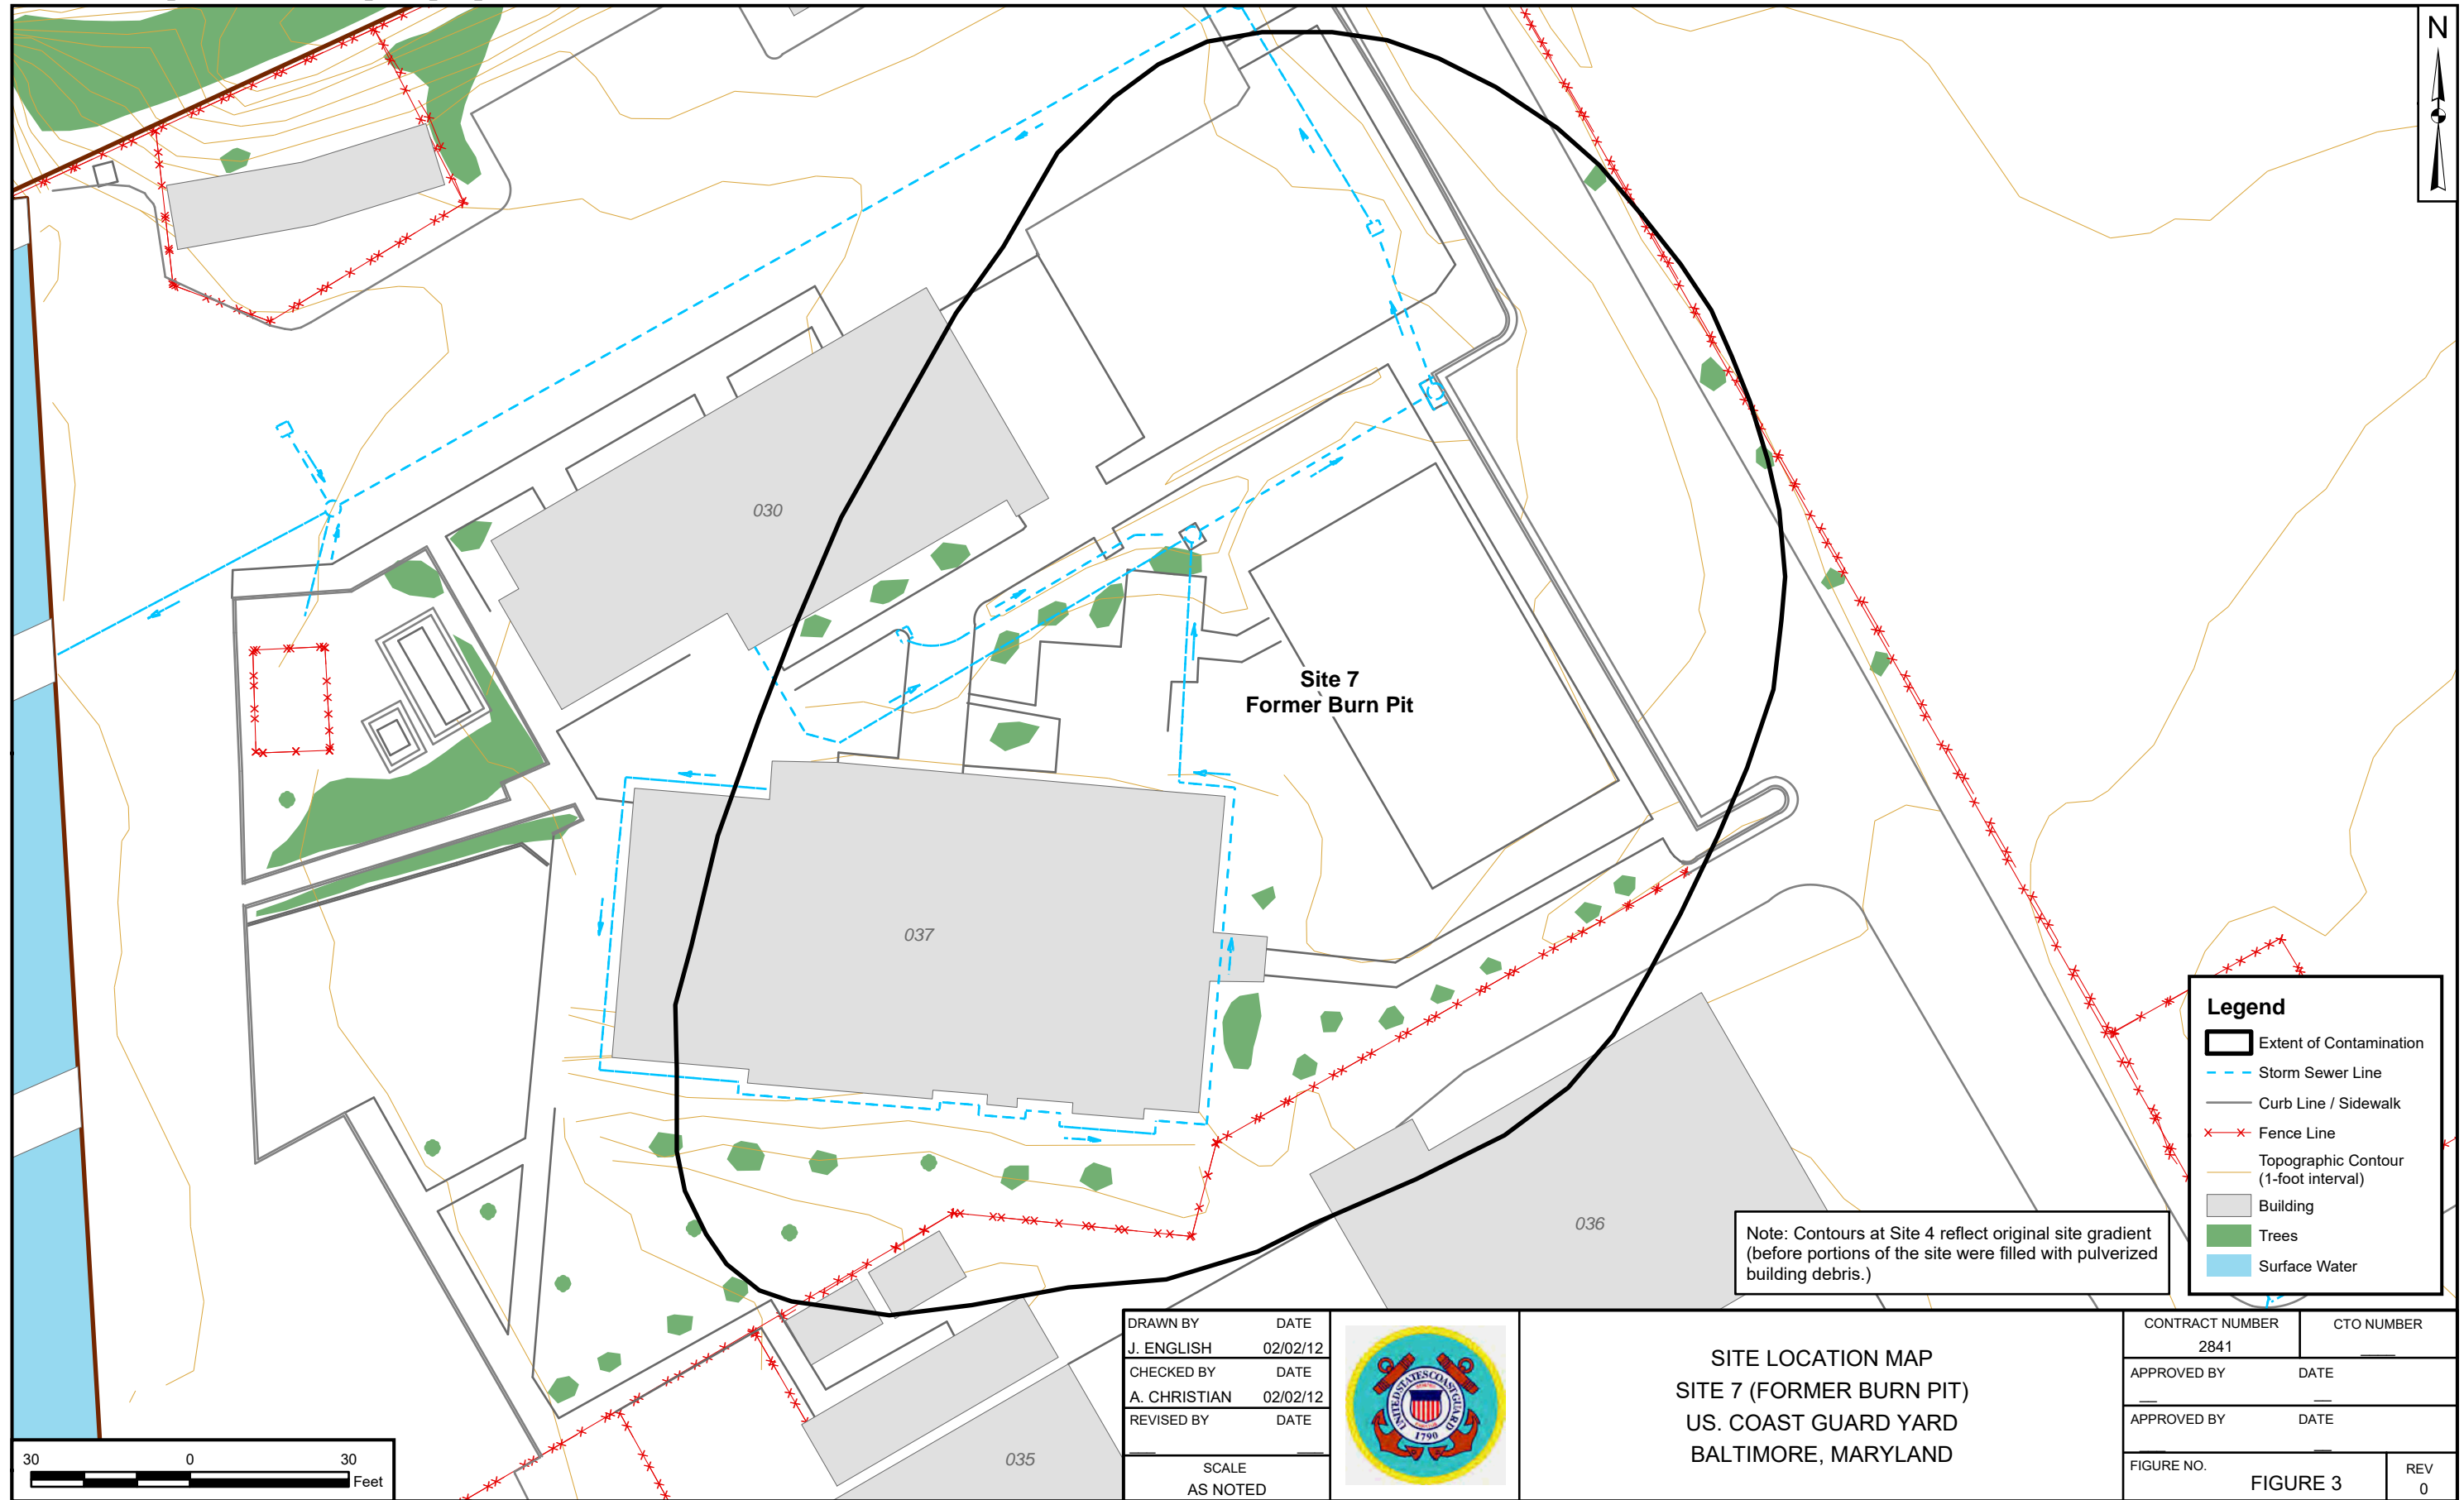 N
030
Site 7
Former Burn Pit
037
036
035
Legend
Extent of Contamination
Storm Sewer Line
Curb Line / Sidewalk
Fence Line
Topographic Contour
(1-foot interval)
Building
Trees
Surface Water
Note: Contours at Site 4 reflect original site gradient
(before portions of the site were filled with pulverized
building debris.)
30 0 30
Feet
DRAWN BY DATE
J. ENGLISH 02/02/12
CHECKED BY DATE
A. CHRISTIAN 02/02/12
REVISED BY DATE
SCALE
AS NOTED
UNITED STATES COAST GUARD
1790
SITE LOCATION MAP
SITE 7 (FORMER BURN PIT)
US. COAST GUARD YARD
BALTIMORE, MARYLAND
CONTRACT NUMBER
2841
CTO NUMBER
APPROVED BY DATE
APPROVED BY DATE
FIGURE NO.
FIGURE 3
REV
0